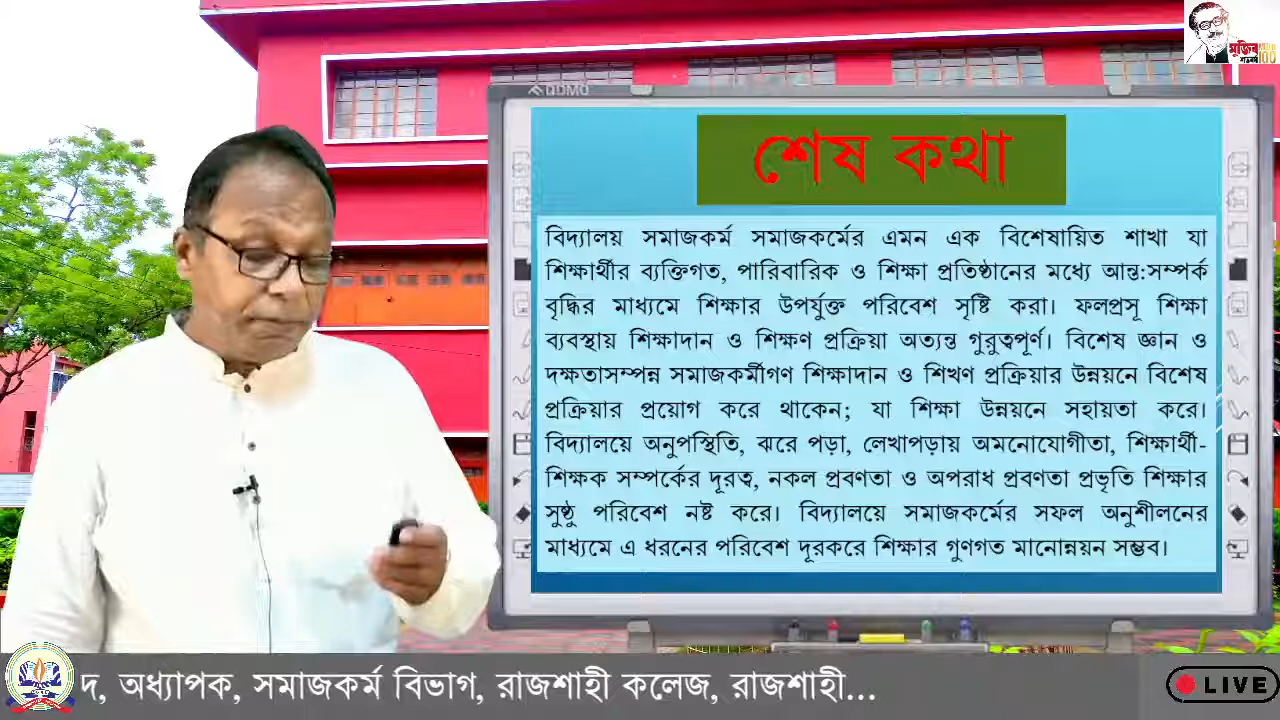 QOMO
মুজিব
100
শেষ কথা
বিদ্যালয় সমাজকর্ম সমাজকর্মের এমন এক বিশেষায়িত শাখা যা
শিক্ষার্থীর ব্যক্তিগত, পারিবারিক ও শিক্ষা প্রতিষ্ঠানের মধ্যে আন্ত:সম্পর্ক
বৃদ্ধির মাধ্যমে শিক্ষার উপর্যুক্ত পরিবেশ সৃষ্টি করা। ফলপ্রসূ শিক্ষা
ব্যবস্থায় শিক্ষাদান ও শিক্ষণ প্রক্রিয়া অত্যন্ত গুরুত্বপূর্ণ। বিশেষ জ্ঞান ও
দক্ষতাসম্পন্ন সমাজকর্মীগণ শিক্ষাদান ও শিখণ প্রক্রিয়ার উন্নয়নে বিশেষ
প্রক্রিয়ার প্রয়োগ করে থাকেন; যা শিক্ষা উন্নয়নে সহায়তা করে।
বিদ্যালয়ে অনুপস্থিতি, ঝরে পড়া, লেখাপড়ায় অমনোযোগীতা, শিক্ষার্থী-
শিক্ষক সম্পর্কের দূরত্ব, নকল প্রবণতা ও অপরাধ প্রবণতা প্রভৃতি শিক্ষার
সুষ্ঠু পরিবেশ নষ্ট করে। বিদ্যালয়ে সমাজকর্মের সফল অনুশীলনের
মাধ্যমে এ ধরনের পরিবেশ দূরকরে শিক্ষার গুণগত মানোন্নয়ন সম্ভব।
দ, অধ্যাপক, সমাজকর্ম বিভাগ, রাজশাহী কলেজ, রাজশাহী...
LIVE